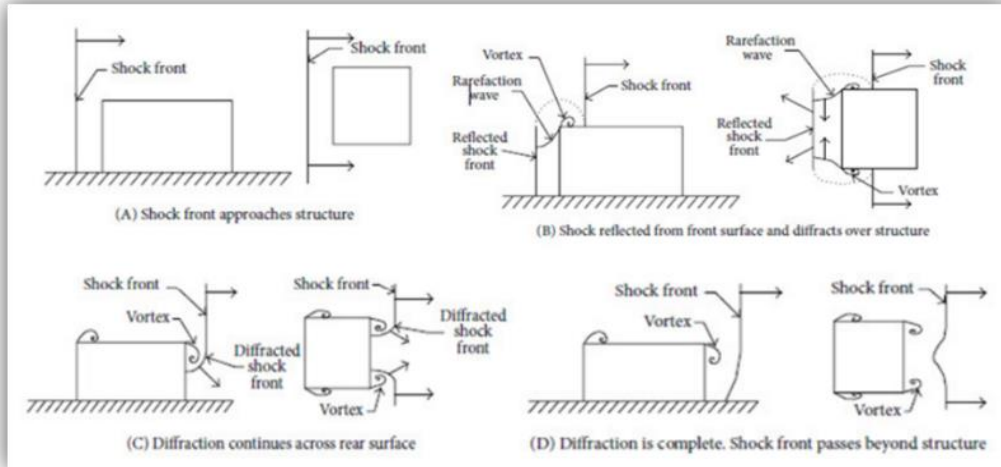 Shock front
Shock front
(A) Shock front approaches structure
Vortex
Rarefaction
wave
Shock front
Reflected
shock
front
Rarefaction
wave
Shock
front
Reflected
shock
front
Vortex
(B) Shock reflected from front surface and diffracts over structure
Shock front
Vortex
Diffracted
shock
front
Shock front
Diffracted
shock
front
Vortex
(C) Diffraction continues across rear surface
Shock front
Vortex
Shock front
Vortex
(D) Diffraction is complete. Shock front passes beyond structure